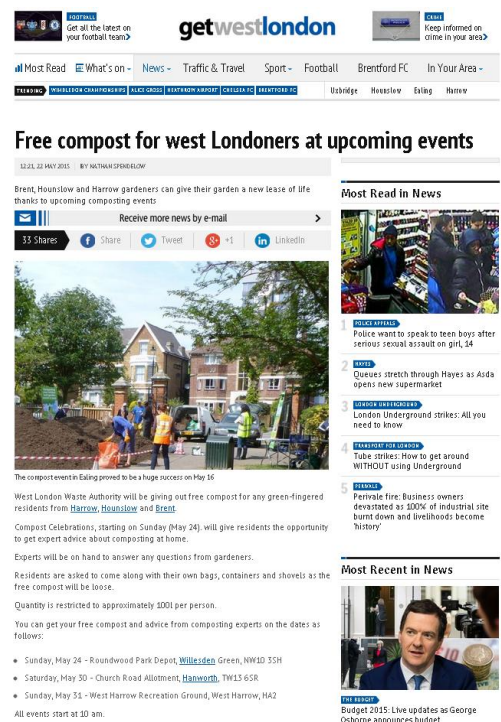 FOOTBALL
Get all the latest on
your football team>
getwestlondon
CRIME
Keep informed on
crime in your area>
Most Read
What's on
News
Traffic & Travel
Sport
Football
Brentford FC
In Your Area
TRENDING
WIMBLEDON CHAMPIONSHIPS
ALICE GROSS
HEATHROW AIRPORT
CHELSEA FC
BRENTFORD FC
Uxbridge
Hounslow
Ealing
Harrow
Free compost for west Londoners at upcoming events
12:21, 22 MAY 2015
BY NATHAN SPENDELOW
Brent, Hounslow and Harrow gardeners can give their garden a new lease of life
thanks to upcoming composting events
Receive more news by e-mail
33 Shares
Share
Tweet
+1
LinkedIn
The compost event in Ealing proved to be a huge success on May 16
West London Waste Authority will be giving out free compost for any green-fingered
residents from Harrow, Hounslow and Brent.
Compost Celebrations, starting on Sunday (May 24). will give residents the opportunity
to get expert advice about composting at home.
Experts will be on hand to answer any questions from gardeners.
Residents are asked to come along with their own bags, containers and shovels as the
free compost will be loose.
Quantity is restricted to approximately 100l per person.
You can get your free compost and advice from composting experts on the dates as
follows:
Sunday, May 24 - Roundwood Park Depot, Willesden Green, NW10 3SH
Saturday, May 30 - Church Road Allotment, Hanworth, TW13 6SR
Sunday, May 31 - West Harrow Recreation Ground, West Harrow, HA2
All events start at 10 am.
Most Read in News
1
POLICE APPEALS
Police want to speak to teen boys after
serious sexual assault on girl, 14
2
HAYES
Queues stretch through Hayes as Asda
opens new supermarket
3
LONDON UNDERGROUND
London Underground strikes: All you
need to know
4
TRANSPORT FOR LONDON
Tube strikes: How to get around
WITHOUT using Underground
5
PERIVALE
Perivale fire: Business owners
devastated as 100% of industrial site
burnt down and livelihoods become
'history'
Most Recent in News
THE BUDGET
Budget 2015: Live updates as George
Osborne announces budget